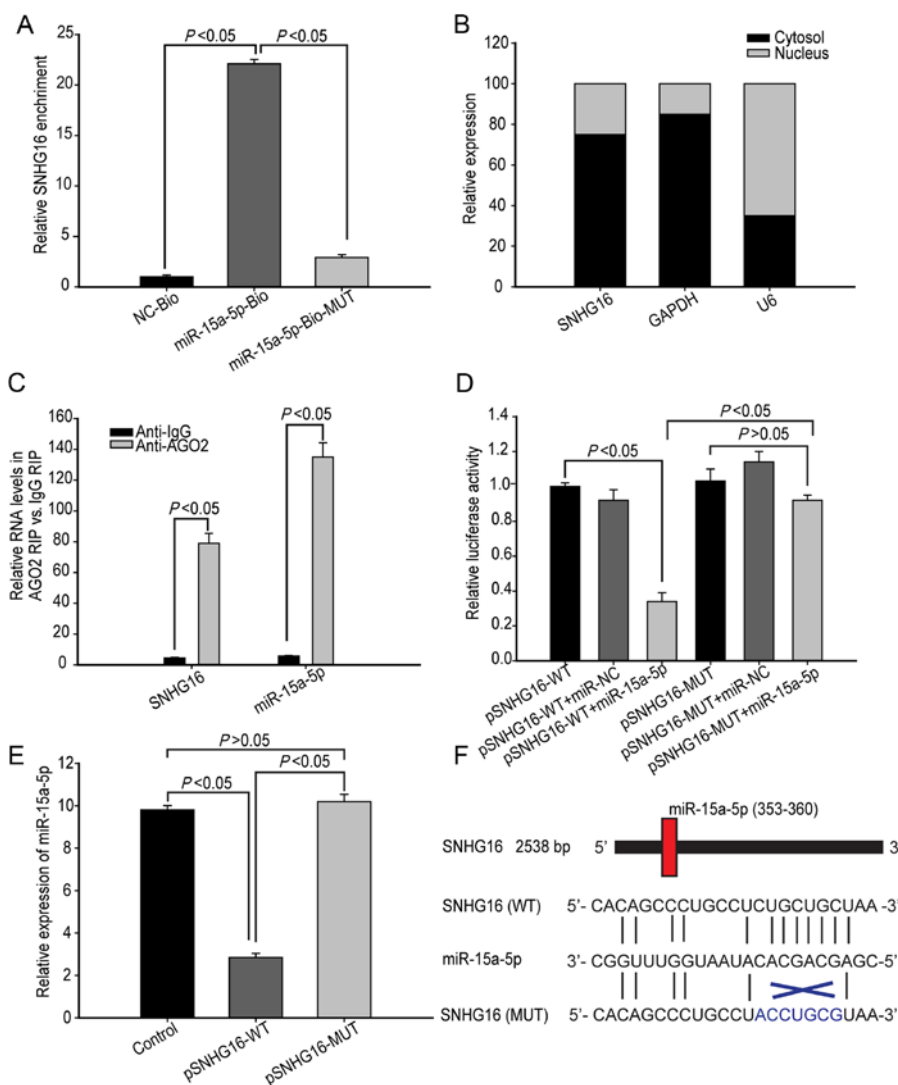 A
Relative SNHG16 enrichment
25
20
15
10
5
0
P<0.05
P<0.05
NC-Bio
miR-15a-5p-Bio
miR-15a-5p-Bio-MUT
B
Cytosol
Nucleus
Relative expression
120
100
80
60
40
20
0
SNHG16
GAPDH
U6
C
Relative RNA levels in
AGO2 RIP vs. IgG RIP
160
140
120
100
80
60
40
20
0
Anti-IgG
Anti-AGO2
P<0.05
P<0.05
SNHG16
miR-15a-5p
D
Relative luciferase activity
1.4
1.2
1.0
0.8
0.6
0.4
0.2
0.0
P<0.05
P<0.05
P>0.05
pSNHG16-WT
pSNHG16-WT+miR-NC
pSNHG16-WT+miR-15a-5p
pSNHG16-MUT
pSNHG16-MUT+miR-NC
pSNHG16-MUT+miR-15a-5p
E
Relative expression of miR-15a-5p
12
10
8
6
4
2
0
P>0.05
P<0.05
P<0.05
Control
pSNHG16-WT
pSNHG16-MUT
F
miR-15a-5p (353-360)
SNHG16 2538 bp 5' 3'
SNHG16 (WT) 5'- CACAGCCCUGCCUCUGCUGCUAA -3'
miR-15a-5p 3'- CGGUUUGGUAAUACACGACGAGC-5'
SNHG16 (MUT) 5'- CACAGCCCUGCCUACCUGCGUAA-3'